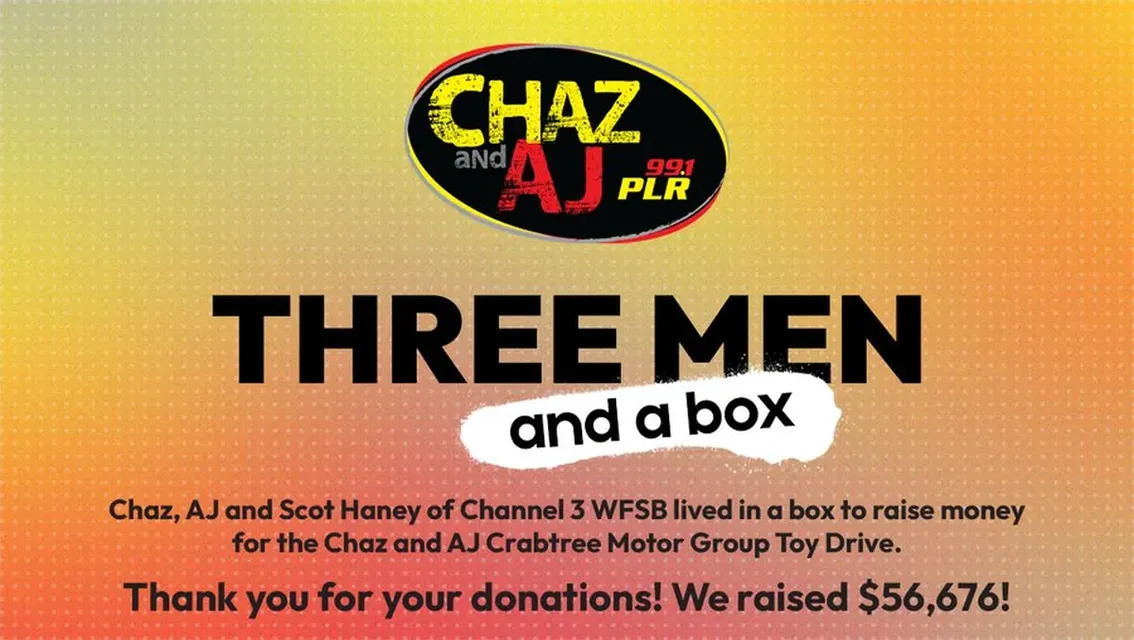 CHAZ
aNd AJ 99.1
PLR
THREE MEN
and a box
Chaz, AJ and Scot Haney of Channel 3 WFSB lived in a box to raise money
for the Chaz and AJ Crabtree Motor Group Toy Drive.
Thank you for your donations! We raised $56,676!